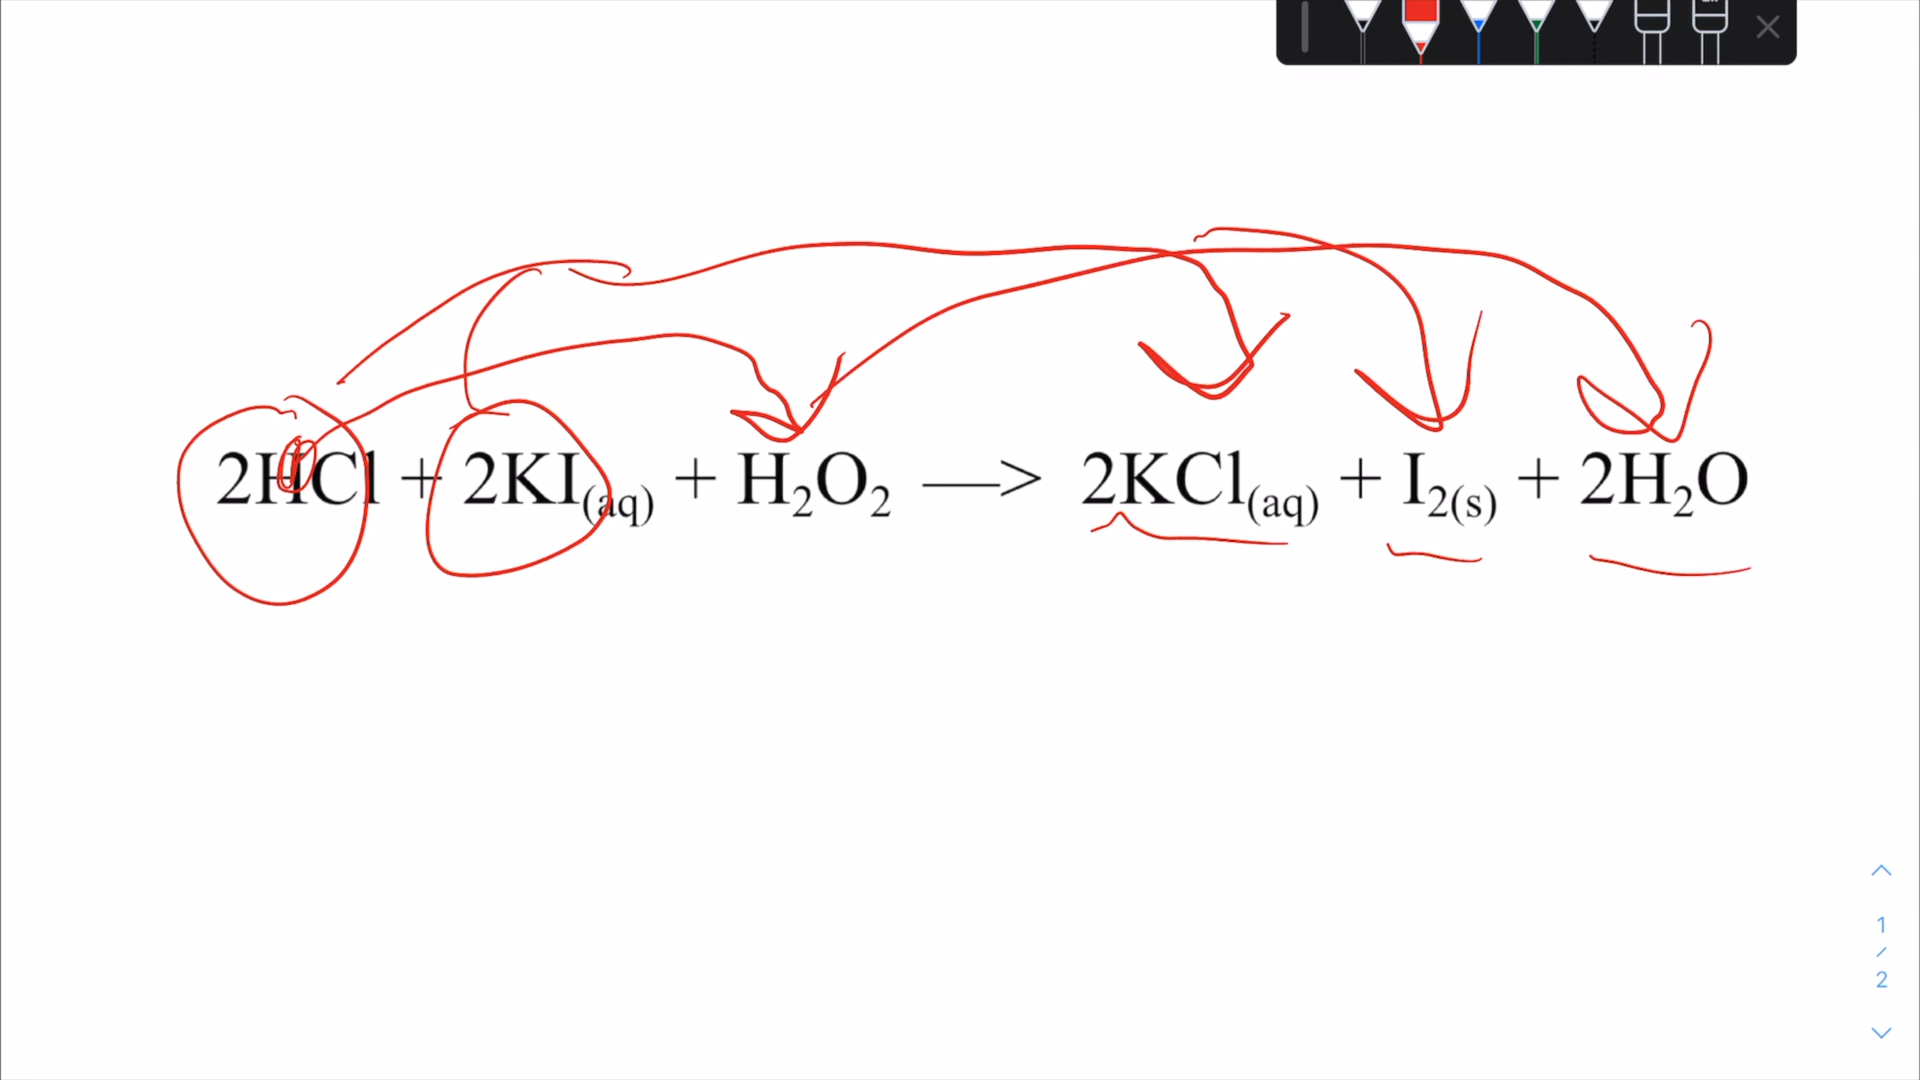 2HCl + 2KI(aq) + H₂O₂ —> 2KCl(aq) + I₂(s) + 2H₂O
1
/
2